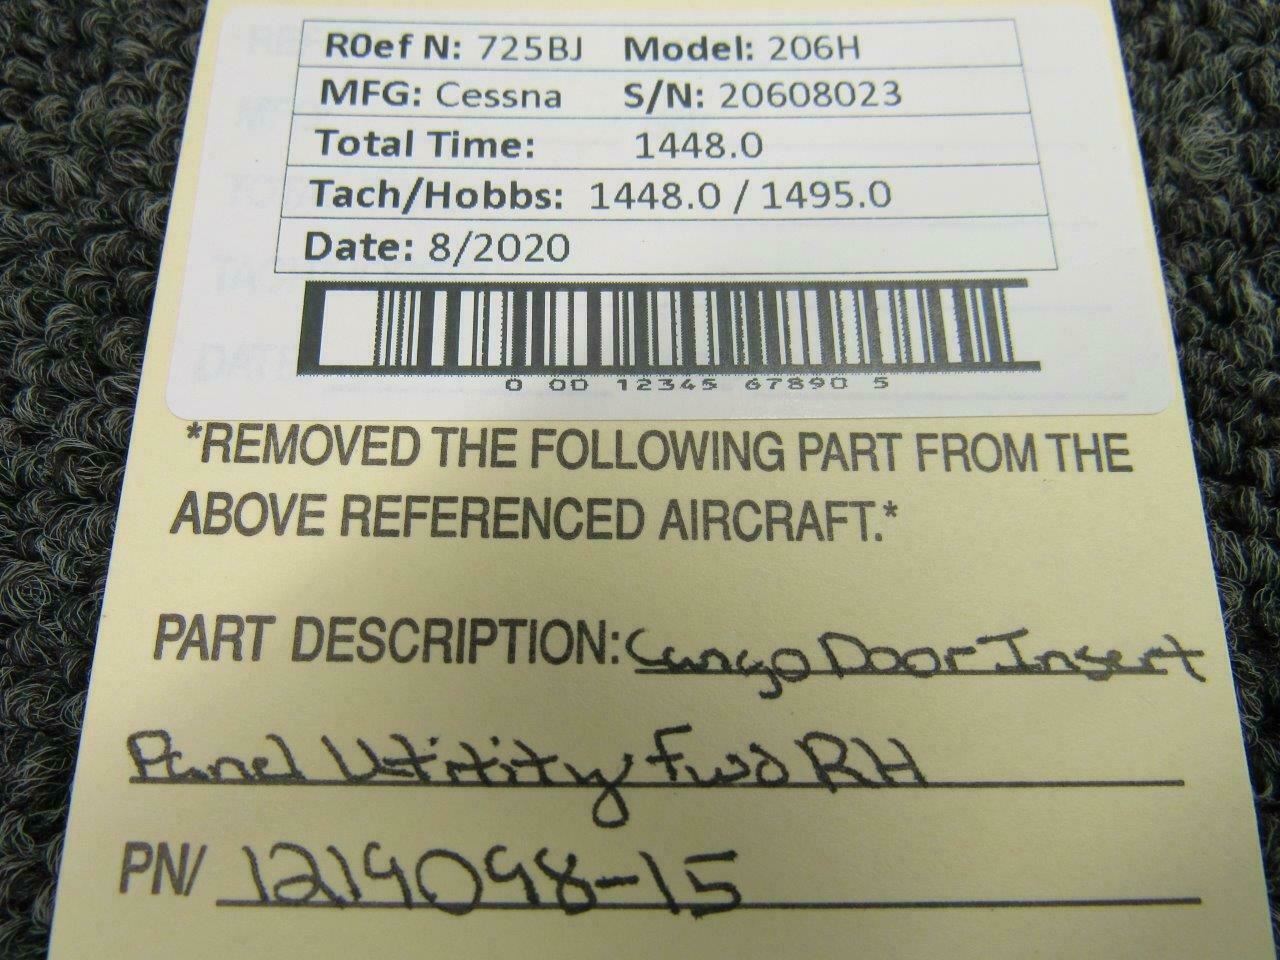 R0ef N: 725BJ Model: 206H
MFG: Cessna S/N: 20608023
Total Time: 1448.0
Tach/Hobbs: 1448.0 / 1495.0
Date: 8/2020
0 00 12345 67890 5
*REMOVED THE FOLLOWING PART FROM THE
ABOVE REFERENCED AIRCRAFT.*
PART DESCRIPTION: Cargo Door Insert
Panel Utitity Fwd RH
PN/ 1219098-15